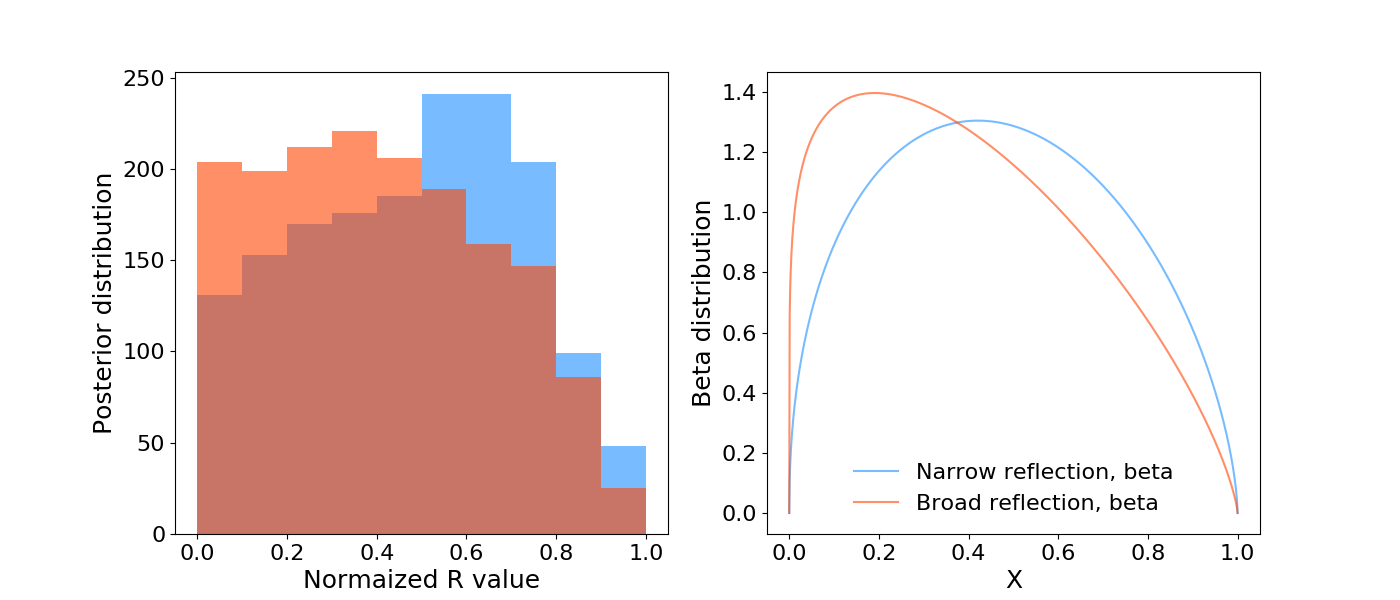 250
200
150
100
50
0
Posterior distribution
0.0 0.2 0.4 0.6 0.8 1.0
Normaized R value
1.4
1.2
1.0
0.8
0.6
0.4
0.2
0.0
Beta distribution
Narrow reflection, beta
Broad reflection, beta
0.0 0.2 0.4 0.6 0.8 1.0
X